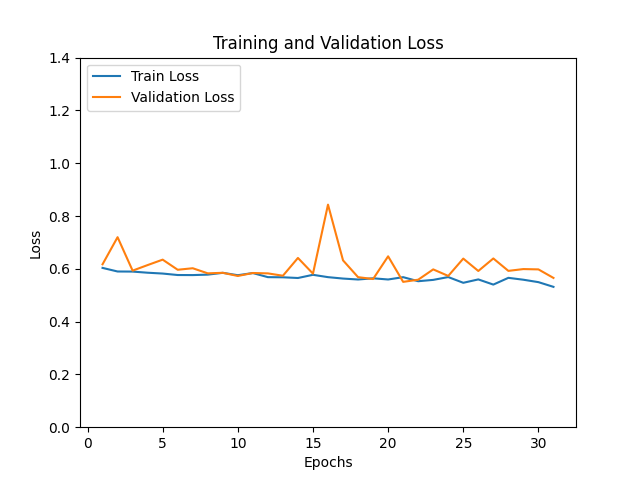 Training and Validation Loss
1.4
1.2
1.0
0.8
0.6
0.4
0.2
0.0
Loss
Train Loss
Validation Loss
0 5 10 15 20 25 30
Epochs